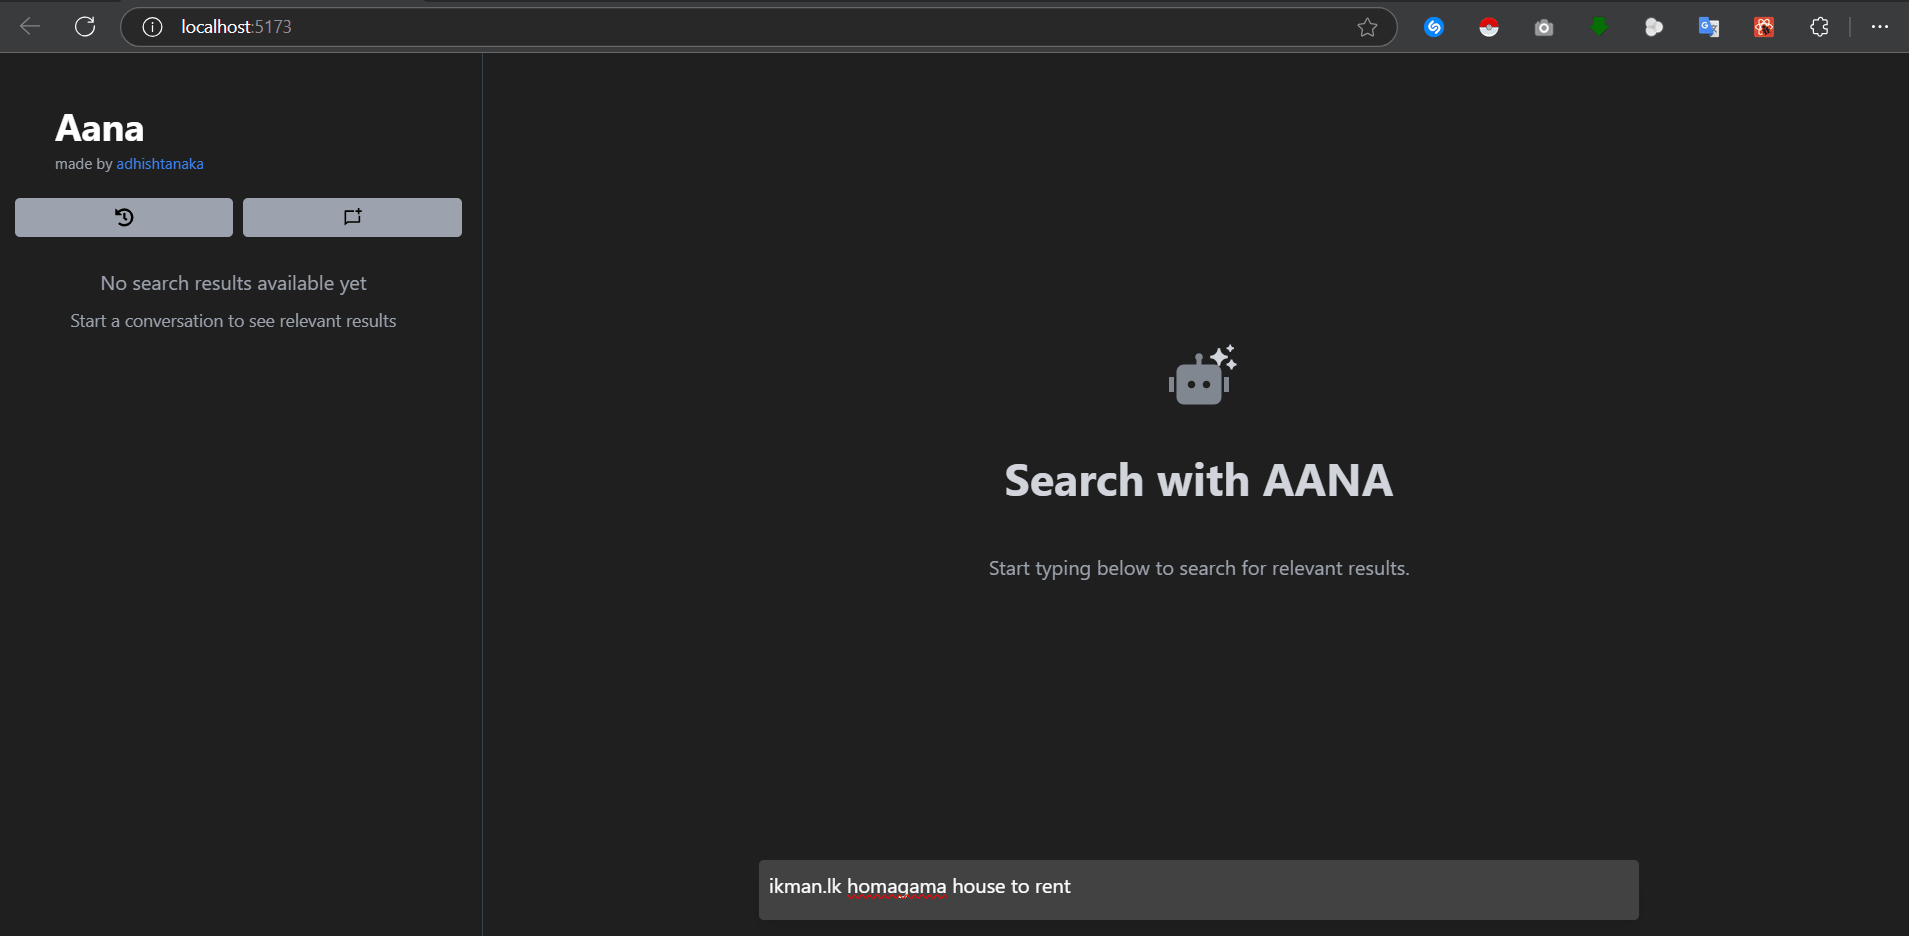 localhost:5173
Aana
made by adhishtanaka
No search results available yet
Start a conversation to see relevant results
Search with AANA
Start typing below to search for relevant results.
ikman.lk homagama house to rent